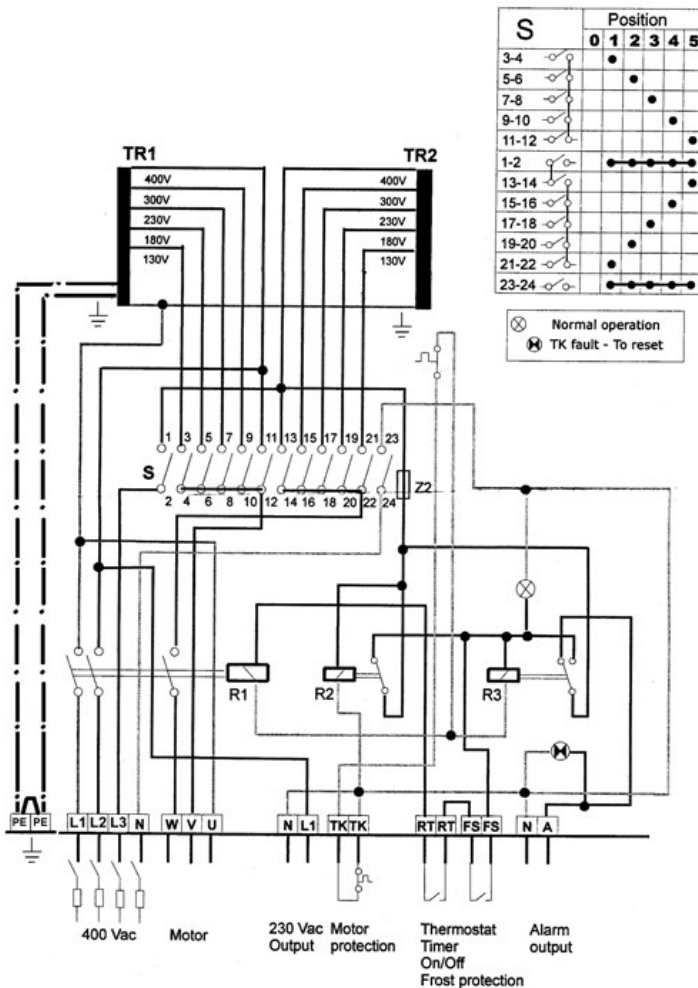 S
Position
0 1 2 3 4 5
3-4
5-6
7-8
9-10
11-12
1-2
13-14
15-16
17-18
19-20
21-22
23-24
Normal operation
TK fault - To reset
TR1
TR2
400V
300V
230V
180V
130V
400V
300V
230V
180V
130V
1 3 5 7 9 11 13 15 17 19 21 23
S
2 4 6 8 10 12 14 16 18 20 22 24
Z2
R1
R2
R3
PE PE L1 L2 L3 N W V U N L1 TK TK RT RT FS FS N A
400 Vac
Motor
230 Vac
Output
Motor
protection
Thermostat
Timer
On/Off
Frost protection
Alarm
output